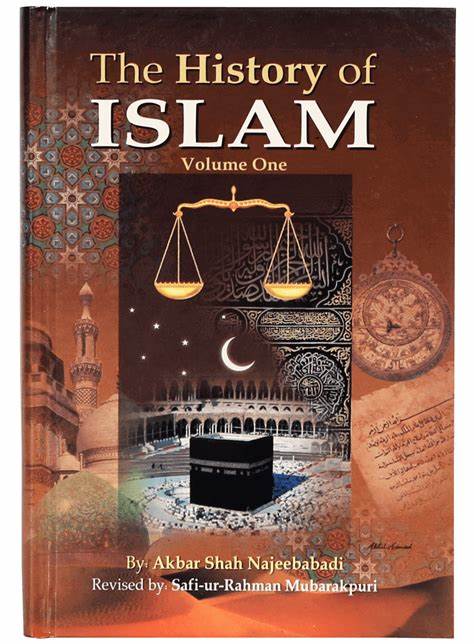 The History of
ISLAM
Volume One
By: Akbar Shah Najeebabadi
Revised by: Safi-ur-Rahman Mubarakpuri